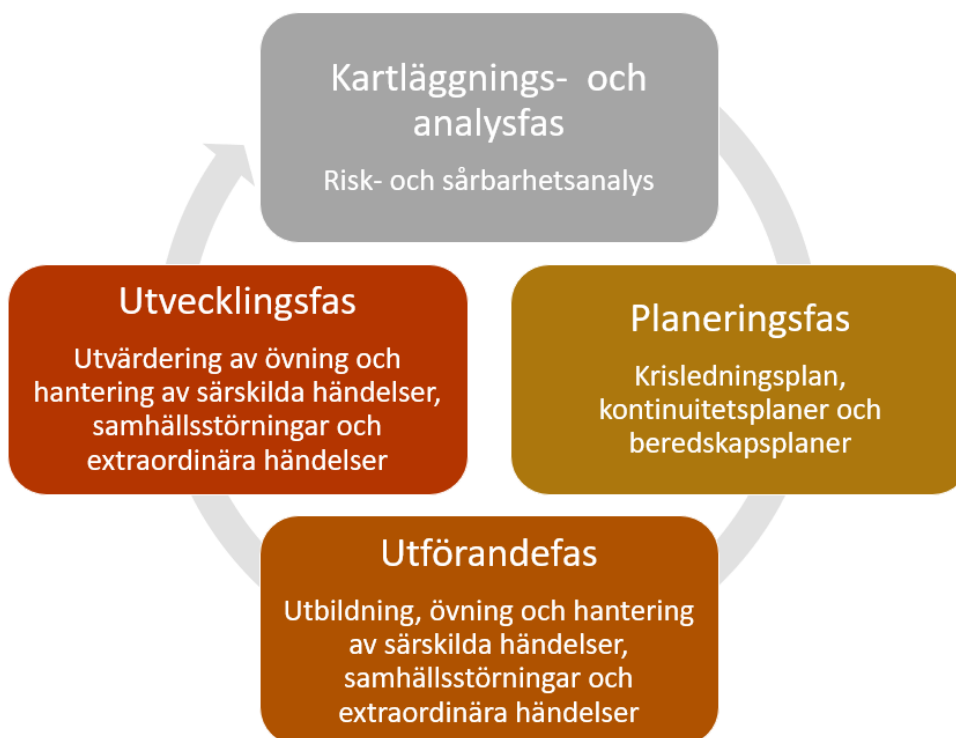 Kartläggnings- och
analysfas
Risk- och sårbarhetsanalys
Planeringsfas
Krisledningsplan,
kontinuitetsplaner och
beredskapsplaner
Utförandefas
Utbildning, övning och hantering
av särskilda händelser,
samhällsstörningar och
extraordinära händelser
Utvecklingsfas
Utvärdering av övning och
hantering av särskilda händelser,
samhällsstörningar och
extraordinära händelser